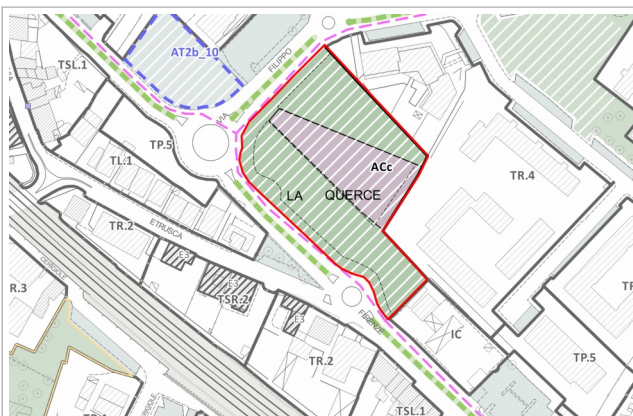 AT2b_10
TSL.1
VIA
FILIPPO
TP.5
TL.1
ACc
LA QUERCE
TR.4
ETRUSCA
TR.2
E3
TSR.2
E3
R.3
FIRENZE
IC
TR.2
TP.5
TSL.1